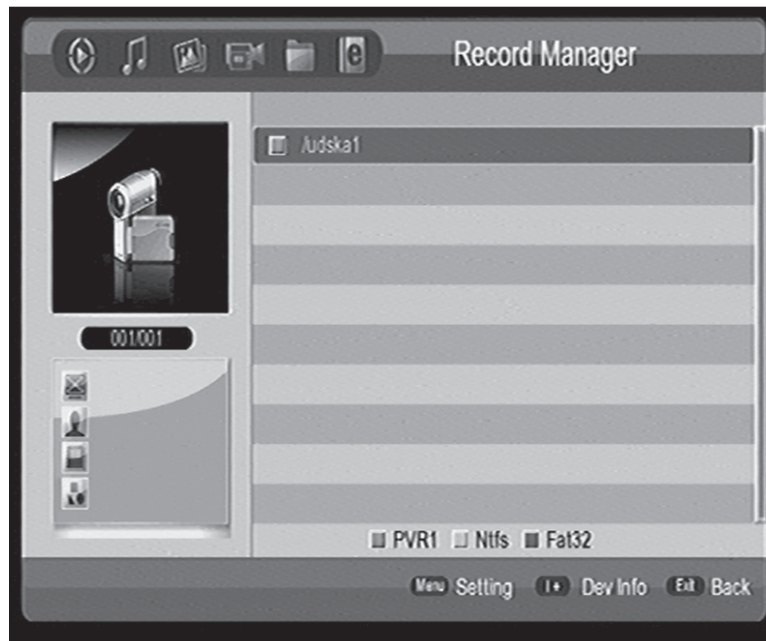 Record Manager
/udska1
001/001
PVR1 Ntfs Fat32
Menu Setting I+ Dev Info Exit Back